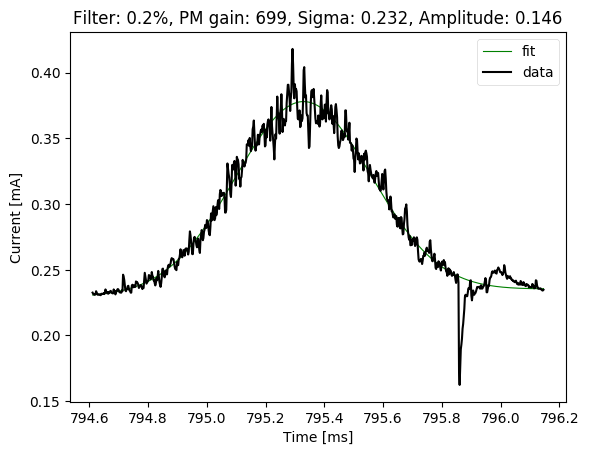 Filter: 0.2%, PM gain: 699, Sigma: 0.232, Amplitude: 0.146
fit
data
0.40
0.35
0.30
0.25
0.20
0.15
Current [mA]
794.6 794.8 795.0 795.2 795.4 795.6 795.8 796.0 796.2
Time [ms]